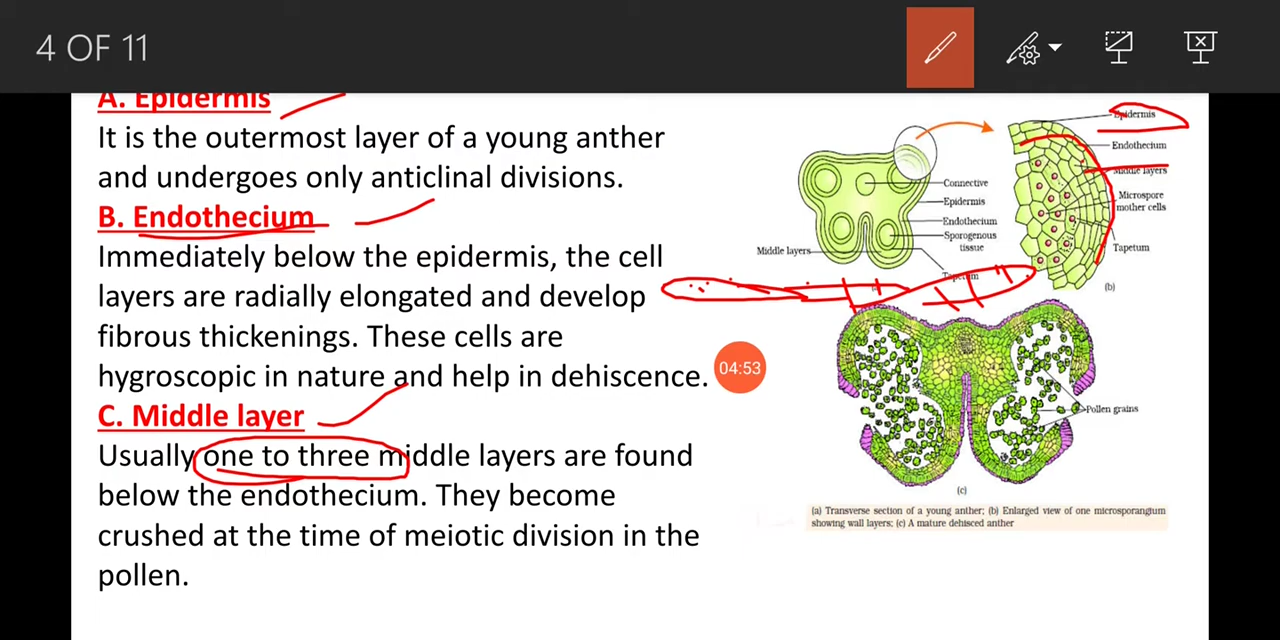 4 OF 11
A. Epidermis
It is the outermost layer of a young anther
and undergoes only anticlinal divisions.
B. Endothecium
Immediately below the epidermis, the cell
layers are radially elongated and develop
fibrous thickenings. These cells are
hygroscopic in nature and help in dehiscence.
C. Middle layer
Usually one to three middle layers are found
below the endothecium. They become
crushed at the time of meiotic division in the
pollen.
04:53
Epidermis
Endothecium
Middle layers
Microspore
mother cells
Tapetum
(b)
Connective
Epidermis
Endothecium
Sporogenous
tissue
Middle layers
Tapetum
Pollen grains
(c)
(a) Transverse section of a young anther; (b) Enlarged view of one microsporangium
showing wall layers; (c) A mature dehisced anther